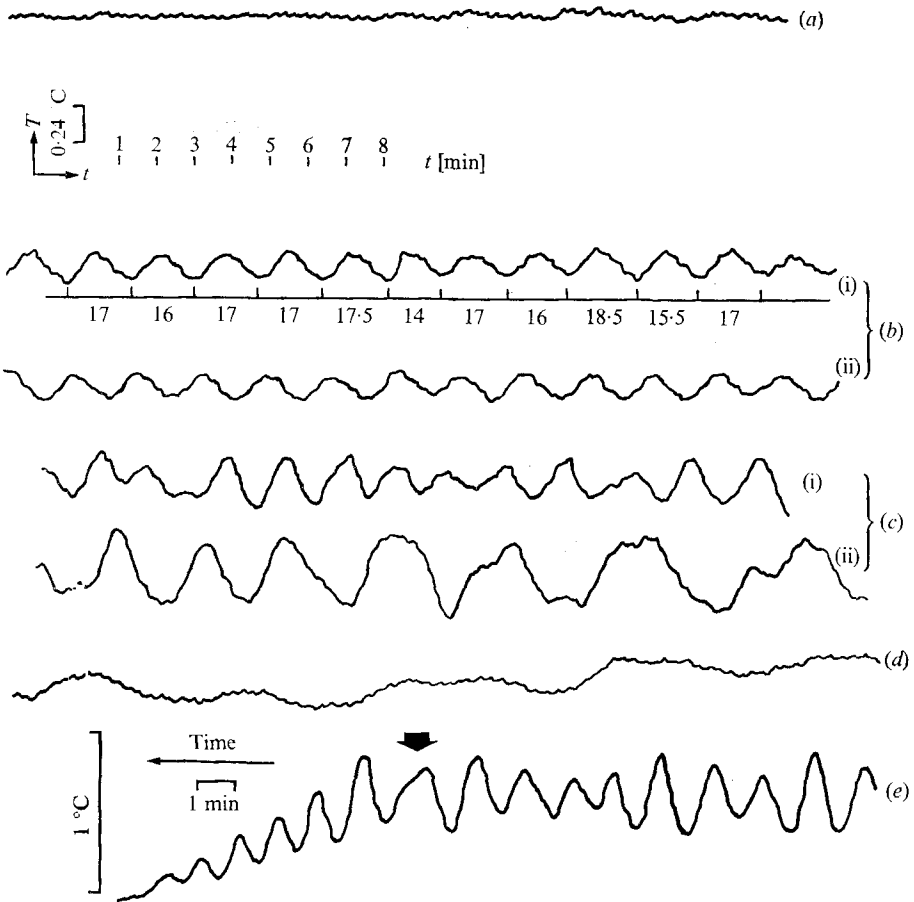 (a)
T
0·24 C
t
1 2 3 4 5 6 7 8
t [min]
(i)
17 16 17 17 17·5 14 17 16 18·5 15·5 17
(b)
(ii)
(i)
(c)
(ii)
(d)
Time
1 min
1 °C
(e)